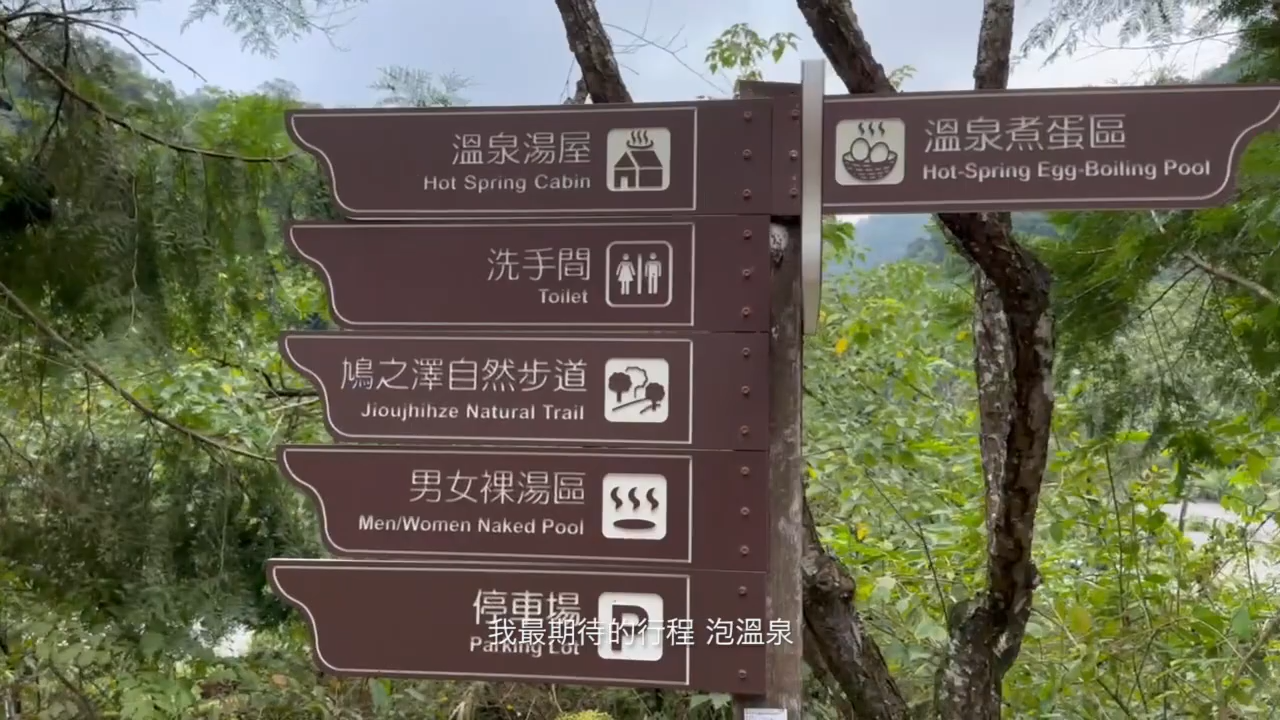 溫泉湯屋
Hot Spring Cabin
溫泉煮蛋區
Hot-Spring Egg-Boiling Pool
洗手間
Toilet
鳩之澤自然步道
Jioujhihze Natural Trail
男女裸湯區
Men/Women Naked Pool
停車場
P
Parking Lot
我最期待的行程 泡溫泉